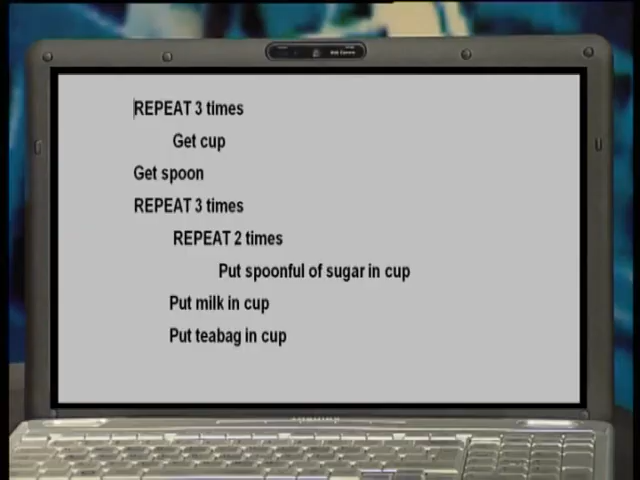 REPEAT 3 times
Get cup
Get spoon
REPEAT 3 times
REPEAT 2 times
Put spoonful of sugar in cup
Put milk in cup
Put teabag in cup